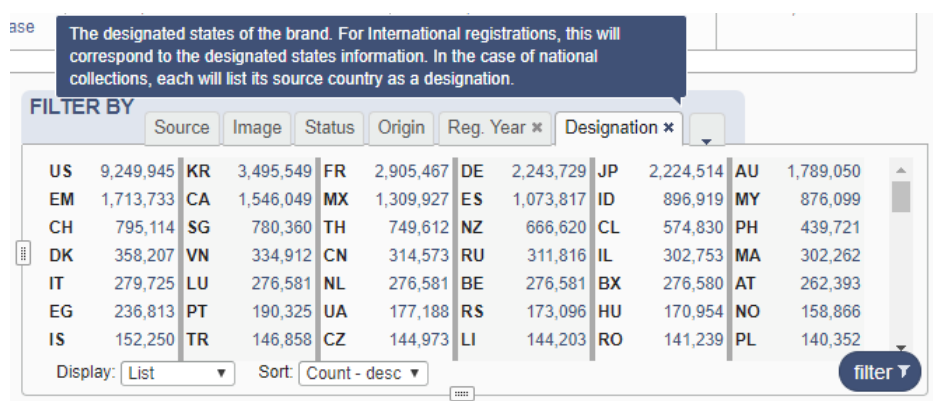 ase
The designated states of the brand. For International registrations, this will
correspond to the designated states information. In the case of national
collections, each will list its source country as a designation.
FILTER BY
Source Image Status Origin Reg. Year × Designation ×
US 9,249,945 KR 3,495,549 FR 2,905,467 DE 2,243,729 JP 2,224,514 AU 1,789,050
EM 1,713,733 CA 1,546,049 MX 1,309,927 ES 1,073,817 ID 896,919 MY 876,099
CH 795,114 SG 780,360 TH 749,612 NZ 666,620 CL 574,830 PH 439,721
DK 358,207 VN 334,912 CN 314,573 RU 311,816 IL 302,753 MA 302,262
IT 279,725 LU 276,581 NL 276,581 BE 276,581 BX 276,580 AT 262,393
EG 236,813 PT 190,325 UA 177,188 RS 173,096 HU 170,954 NO 158,866
IS 152,250 TR 146,858 CZ 144,973 LI 144,203 RO 141,239 PL 140,352
Display: List Sort: Count - desc filter